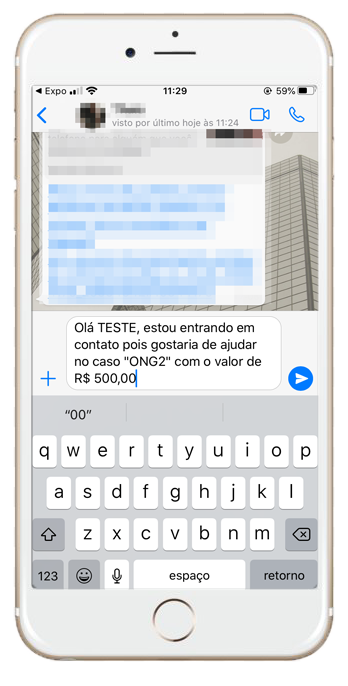 Expo 11:29 59%
visto por último hoje às 11:24
Olá TESTE, estou entrando em
contato pois gostaria de ajudar
no caso "ONG2" com o valor de
R$ 500,00
“00”
q w e r t y u i o p
a s d f g h j k l
z x c v b n m
123 espaço retorno